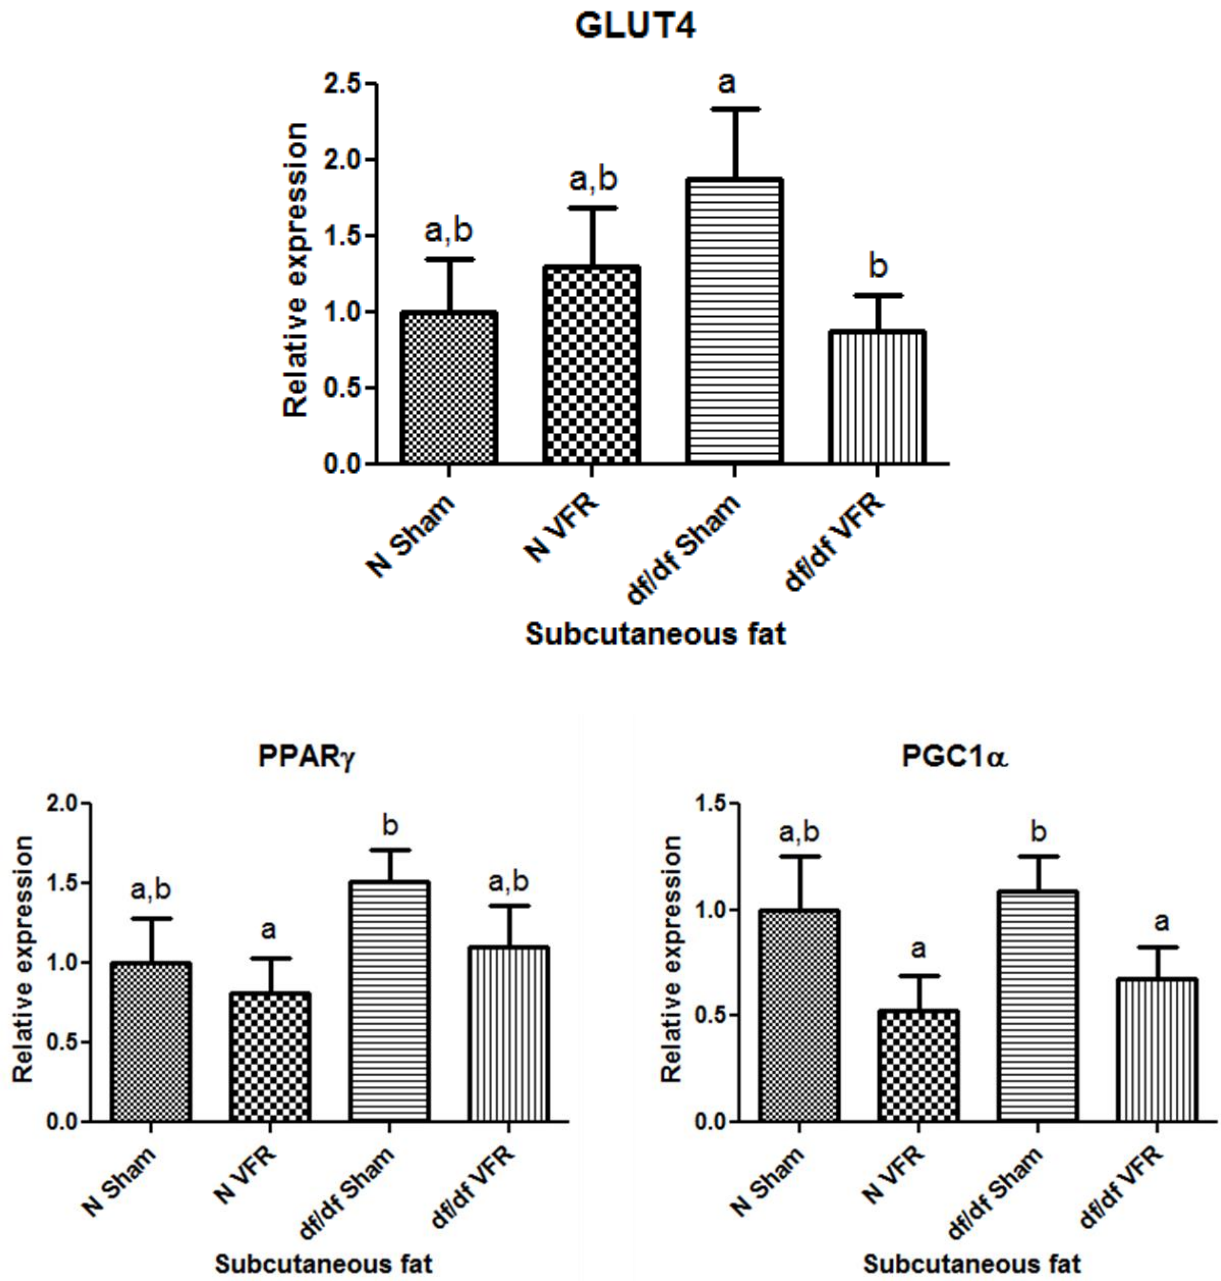 GLUT4
Relative expression
2.5
2.0
1.5
1.0
0.5
0.0
a,b
a,b
a
b
N Sham
N VFR
df/df Sham
df/df VFR
Subcutaneous fat
PPARγ
Relative expression
2.0
1.5
1.0
0.5
0.0
a,b
a
b
a,b
N Sham
N VFR
df/df Sham
df/df VFR
Subcutaneous fat
PGC1α
Relative expression
1.5
1.0
0.5
0.0
a,b
a
b
a
N Sham
N VFR
df/df Sham
df/df VFR
Subcutaneous fat